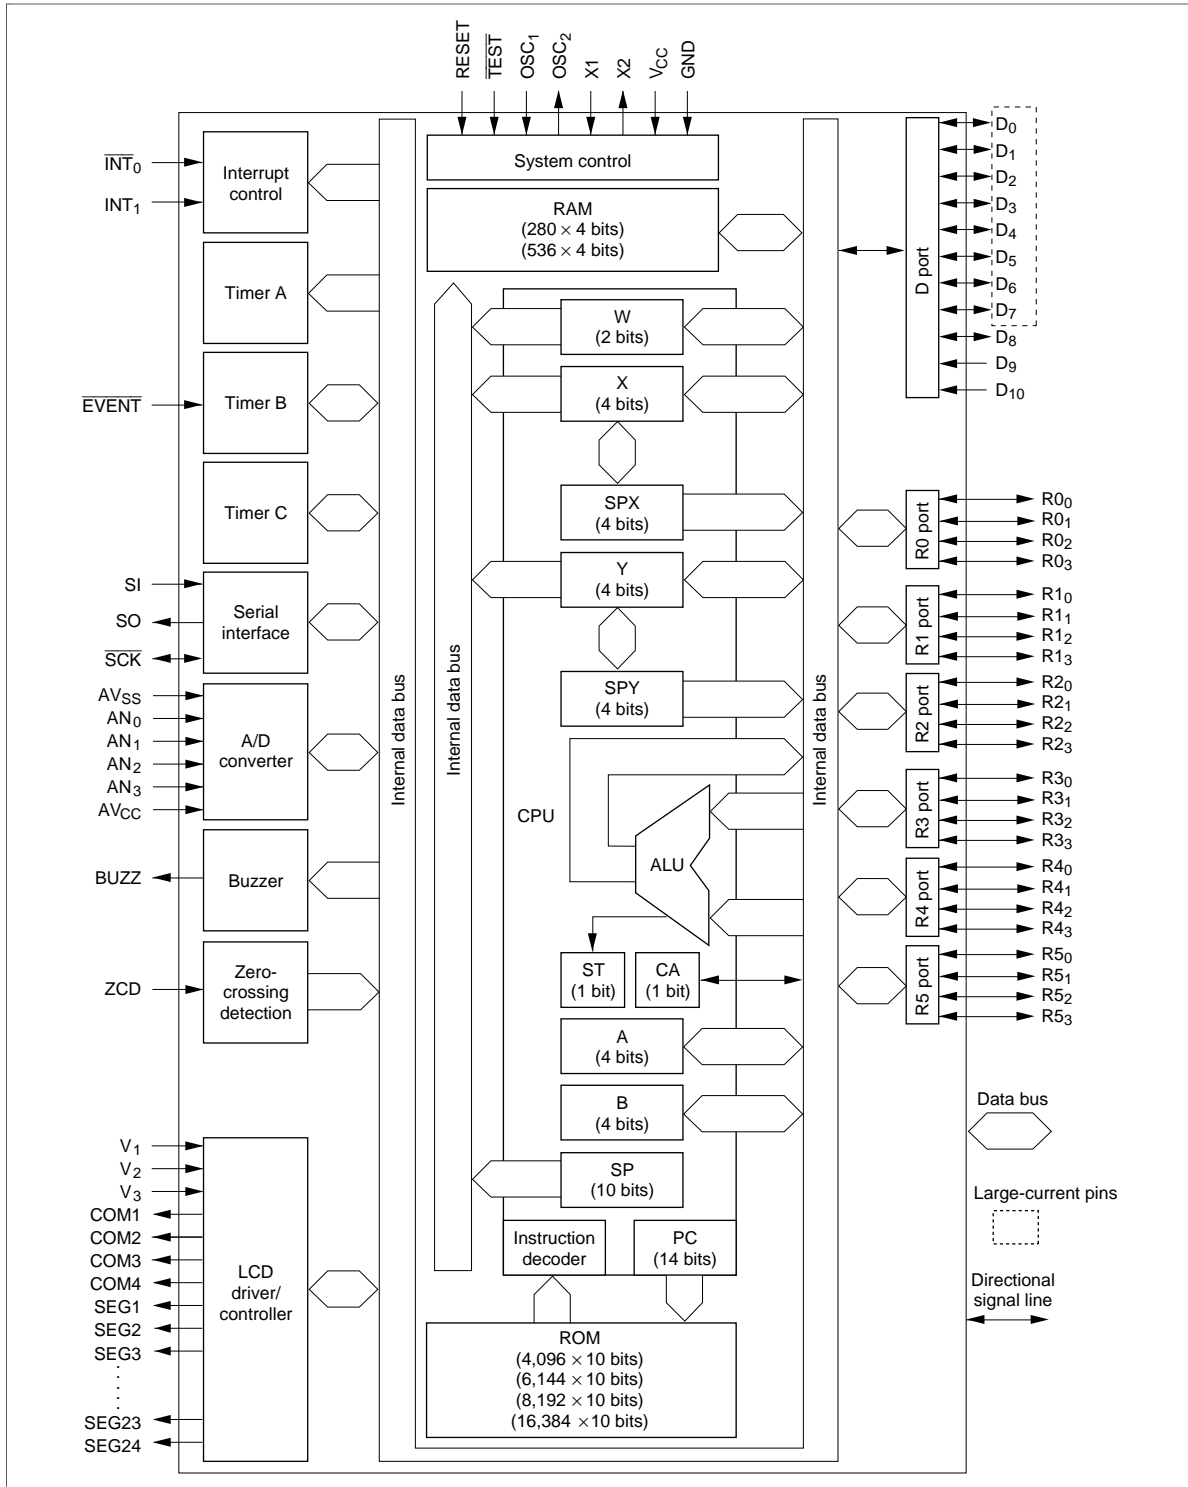 RESET
TEST
OSC1
OSC2
X1
X2
VCC
GND
System control
RAM
(280 × 4 bits)
(536 × 4 bits)
INT0
INT1
Interrupt
control
Timer A
EVENT
Timer B
Timer C
SI
SO
SCK
Serial
interface
AVSS
AN0
AN1
AN2
AN3
AVCC
A/D
converter
BUZZ
Buzzer
ZCD
Zero-
crossing
detection
V1
V2
V3
COM1
COM2
COM3
COM4
SEG1
SEG2
SEG3
SEG23
SEG24
LCD
driver/
controller
Internal data bus
Internal data bus
CPU
W
(2 bits)
X
(4 bits)
SPX
(4 bits)
Y
(4 bits)
SPY
(4 bits)
ALU
ST
(1 bit)
CA
(1 bit)
A
(4 bits)
B
(4 bits)
SP
(10 bits)
Instruction
decoder
PC
(14 bits)
ROM
(4,096 × 10 bits)
(6,144 × 10 bits)
(8,192 × 10 bits)
(16,384 × 10 bits)
Internal data bus
D port
D0
D1
D2
D3
D4
D5
D6
D7
D8
D9
D10
R0 port
R00
R01
R02
R03
R1 port
R10
R11
R12
R13
R2 port
R20
R21
R22
R23
R3 port
R30
R31
R32
R33
R4 port
R40
R41
R42
R43
R5 port
R50
R51
R52
R53
Data bus
Large-current pins
Directional
signal line